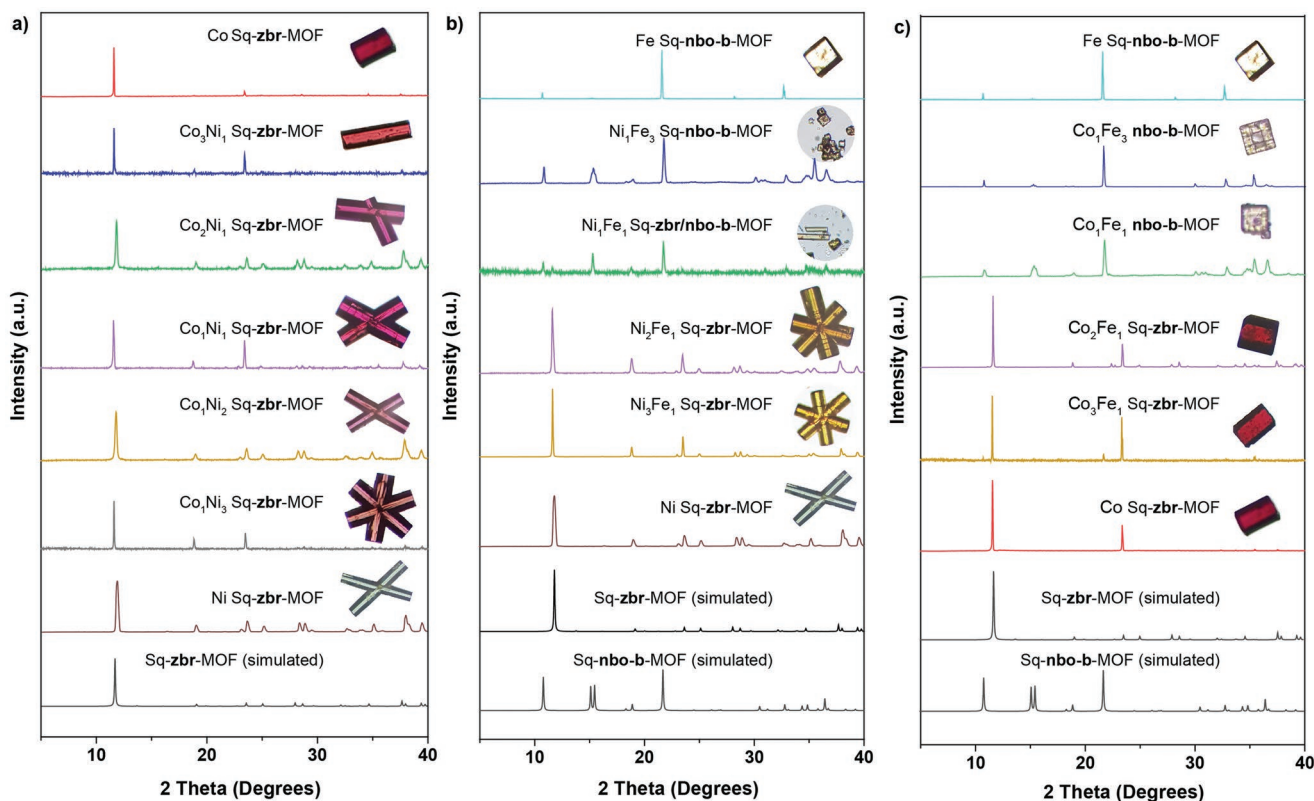 a)
Co Sq-zbr-MOF
Co3Ni1 Sq-zbr-MOF
Co2Ni1 Sq-zbr-MOF
Co1Ni1 Sq-zbr-MOF
Co1Ni2 Sq-zbr-MOF
Co1Ni3 Sq-zbr-MOF
Ni Sq-zbr-MOF
Sq-zbr-MOF (simulated)
Intensity (a.u.)
10 20 30 40
2 Theta (Degrees)
b)
Fe Sq-nbo-b-MOF
Ni1Fe3 Sq-nbo-b-MOF
Ni1Fe1 Sq-zbr/nbo-b-MOF
Ni2Fe1 Sq-zbr-MOF
Ni3Fe1 Sq-zbr-MOF
Ni Sq-zbr-MOF
Sq-zbr-MOF (simulated)
Sq-nbo-b-MOF (simulated)
Intensity (a.u.)
10 20 30 40
2 Theta (Degrees)
c)
Fe Sq-nbo-b-MOF
Co1Fe3 nbo-b-MOF
Co1Fe1 nbo-b-MOF
Co2Fe1 Sq-zbr-MOF
Co3Fe1 Sq-zbr-MOF
Co Sq-zbr-MOF
Sq-zbr-MOF (simulated)
Sq-nbo-b-MOF (simulated)
Intensity (a.u.)
10 20 30 40
2 Theta (Degrees)